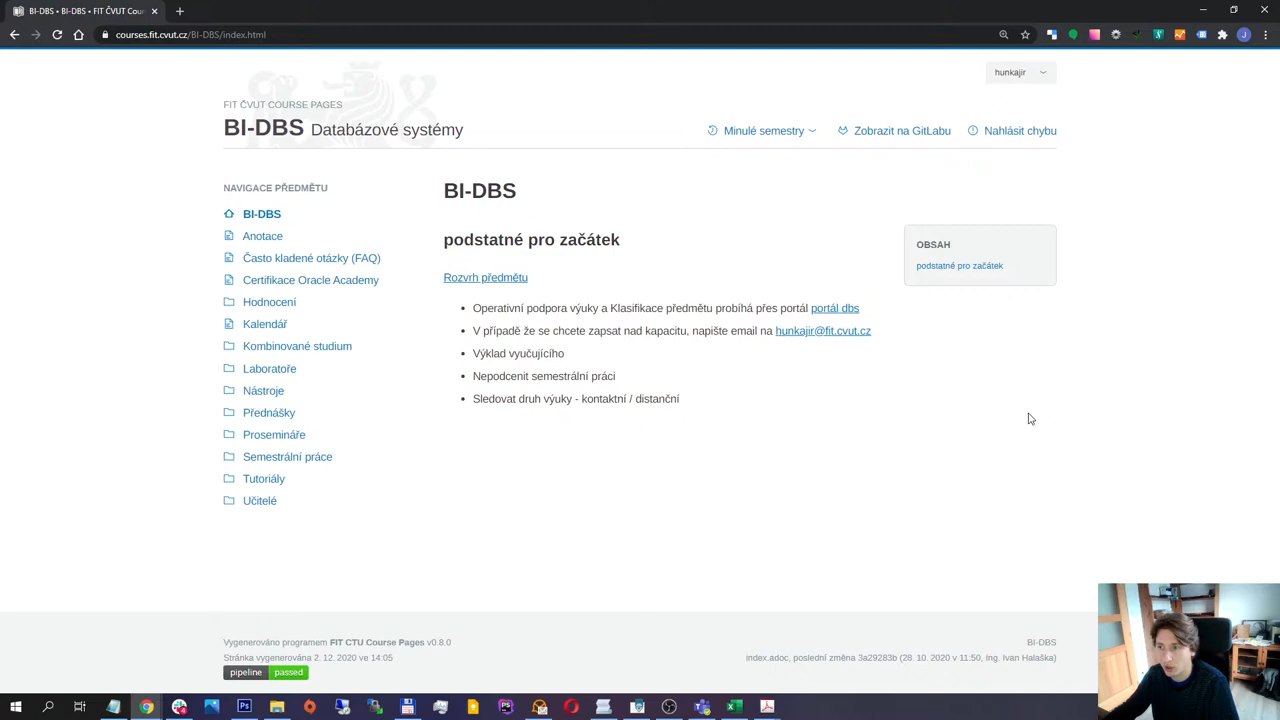 BI-DBS • BI-DBS • FIT ČVUT Cour
courses.fit.cvut.cz/BI-DBS/index.html
hunkajir
FIT ČVUT COURSE PAGES
BI-DBS Databázové systémy
Minulé semestry
Zobrazit na GitLabu
Nahlásit chybu
NAVIGACE PŘEDMĚTU
BI-DBS
Anotace
Často kladené otázky (FAQ)
Certifikace Oracle Academy
Hodnocení
Kalendář
Kombinované studium
Laboratoře
Nástroje
Přednášky
Prosemináře
Semestrální práce
Tutoriály
Učitelé
BI-DBS
podstatné pro začátek
Rozvrh předmětu
• Operativní podpora výuky a Klasifikace předmětu probíhá přes portál portál dbs
• V případě že se chcete zapsat nad kapacitu, napište email na hunkajir@fit.cvut.cz
• Výklad vyučujícího
• Nepodcenit semestrální práci
• Sledovat druh výuky - kontaktní / distanční
OBSAH
podstatné pro začátek
Vygenerováno programem FIT CTU Course Pages v0.8.0
Stránka vygenerována 2. 12. 2020 ve 14:05
pipeline passed
BI-DBS
index.adoc, poslední změna 3a29283b (28. 10. 2020 v 11:50, Ing. Ivan Halaška)